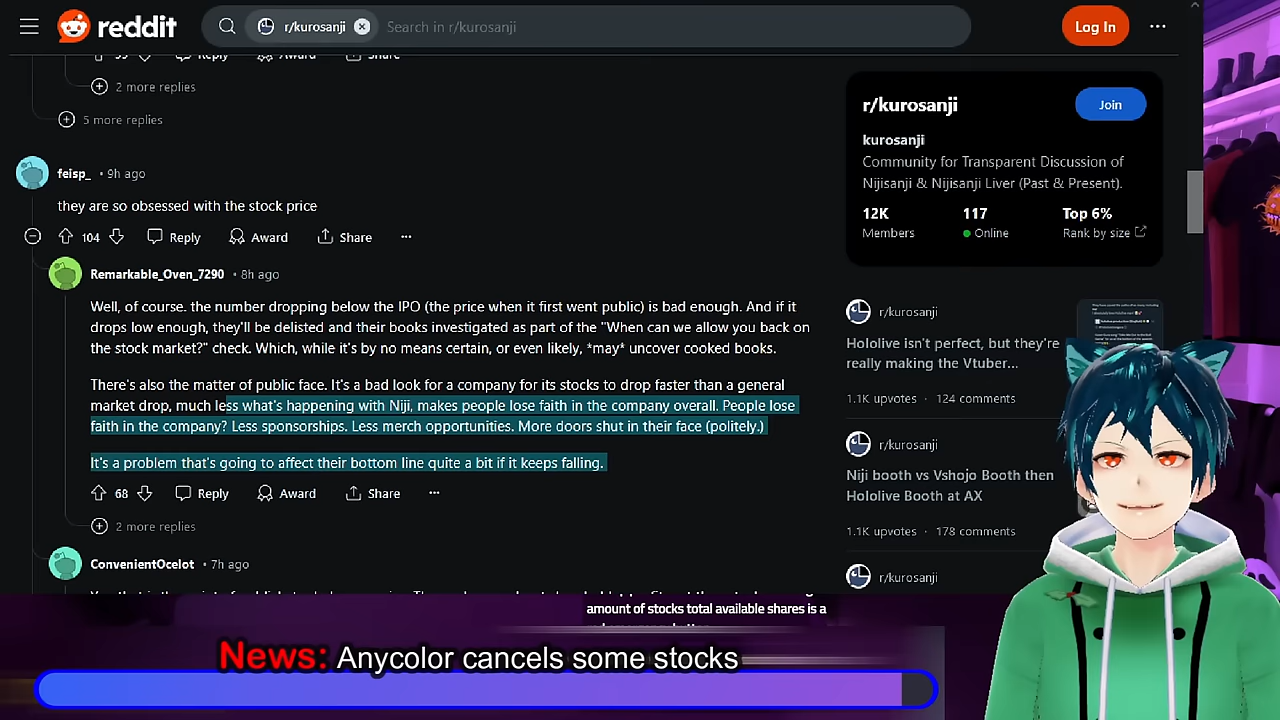 reddit
r/kurosanji
Search in r/kurosanji
Log In
Reply
Award
Share
2 more replies
5 more replies
feisp_ • 9h ago
they are so obsessed with the stock price
104
Reply
Award
Share
Remarkable_Oven_7290 • 8h ago
Well, of course. the number dropping below the IPO (the price when it first went public) is bad enough. And if it
drops low enough, they'll be delisted and their books investigated as part of the "When can we allow you back on
the stock market?" check. Which, while it's by no means certain, or even likely, *may* uncover cooked books.
There's also the matter of public face. It's a bad look for a company for its stocks to drop faster than a general
market drop, much less what's happening with Niji, makes people lose faith in the company overall. People lose
faith in the company? Less sponsorships. Less merch opportunities. More doors shut in their face (politely.)
It's a problem that's going to affect their bottom line quite a bit if it keeps falling.
68
Reply
Award
Share
2 more replies
ConvenientOcelot • 7h ago
r/kurosanji
Join
kurosanji
Community for Transparent Discussion of
Nijisanji & Nijisanji Liver (Past & Present).
12K
117
Top 6%
Members
Online
Rank by size
r/kurosanji
Hololive isn't perfect, but they're
really making the Vtuber...
1.1K upvotes • 124 comments
r/kurosanji
Niji booth vs Vshojo Booth then
Hololive Booth at AX
1.1K upvotes • 178 comments
r/kurosanji
amount of stocks total available shares is a
News: Anycolor cancels some stocks